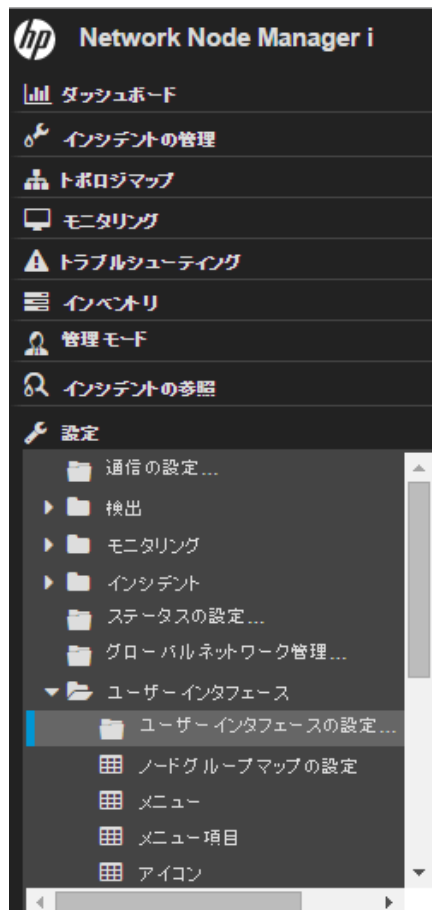 hp Network Node Manager i
ダッシュボード
インシデントの管理
トポロジマップ
モニタリング
トラブルシューティング
インベントリ
管理モード
インシデントの参照
設定
通信の設定...
検出
モニタリング
インシデント
ステータスの設定...
グローバルネットワーク管理...
ユーザーインタフェース
ユーザーインタフェースの設定...
ノードグループマップの設定
メニュー
メニュー項目
アイコン